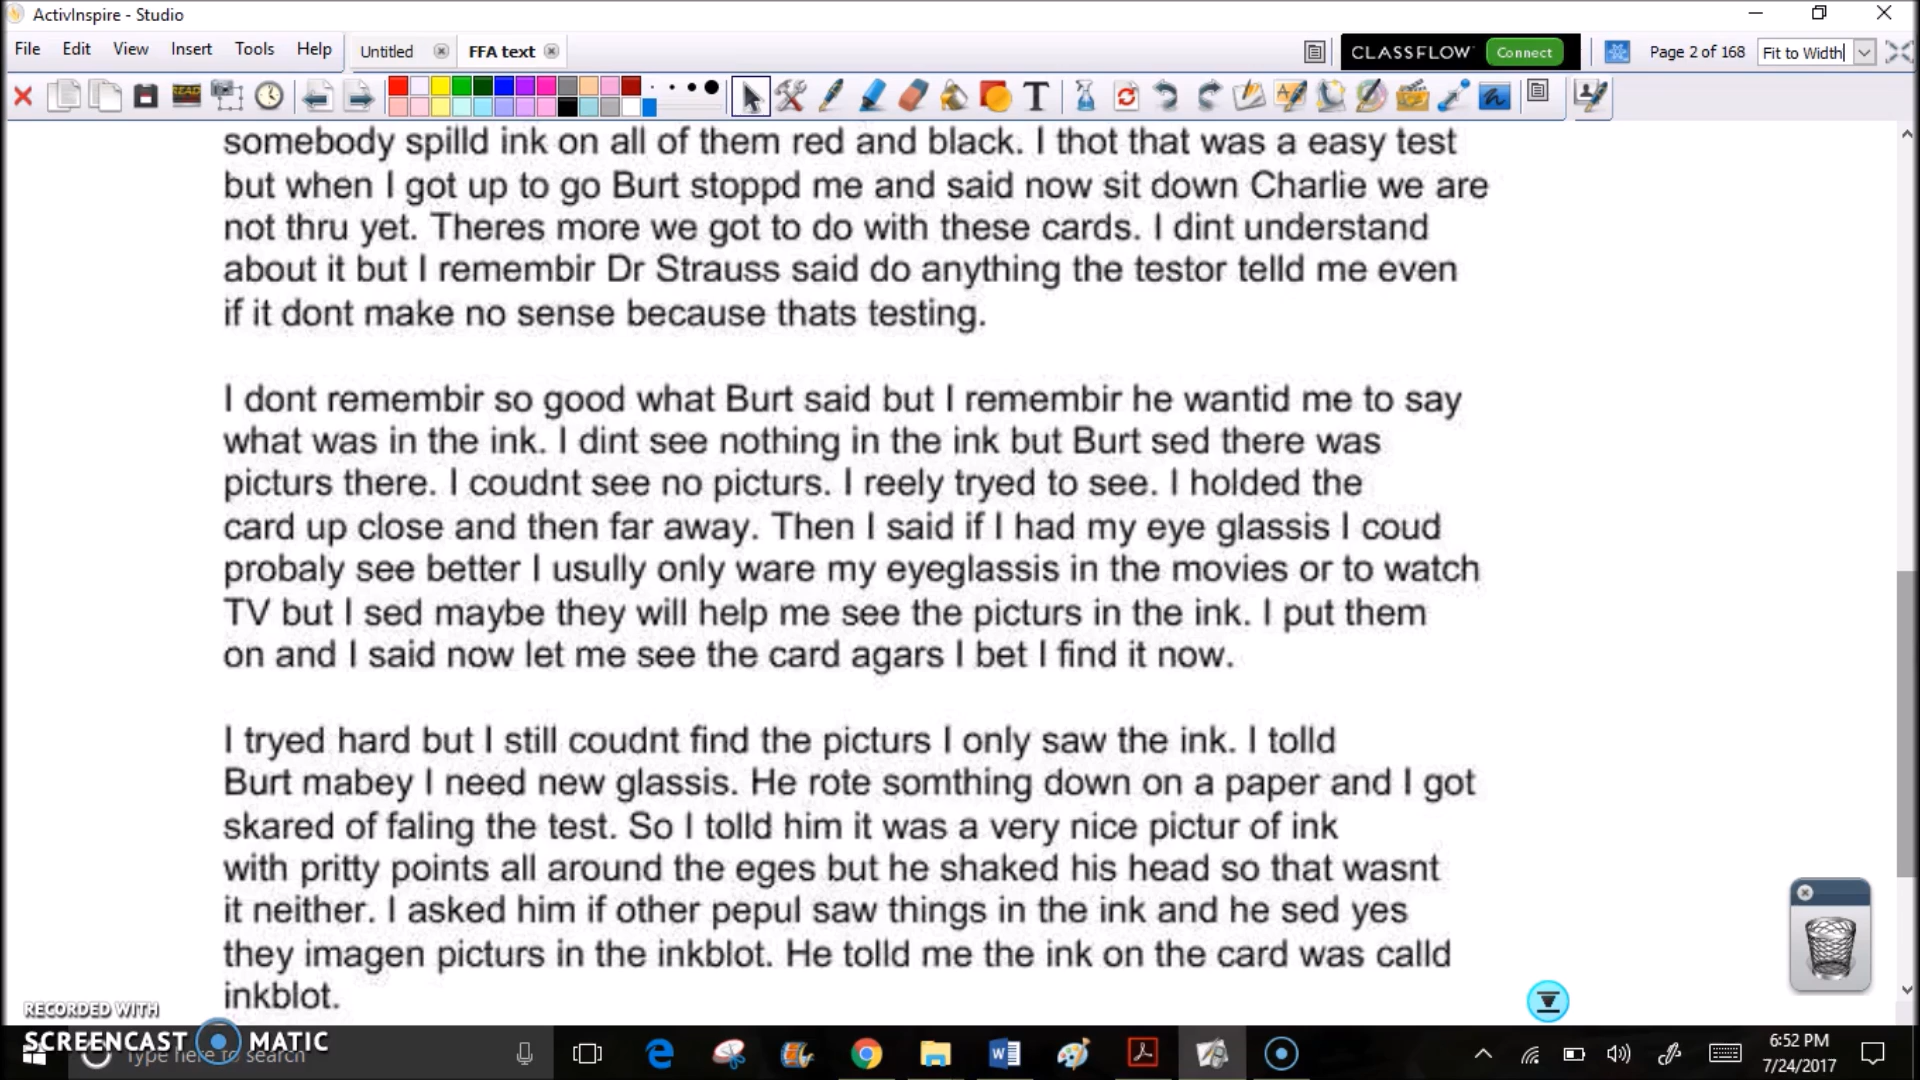 ActivInspire - Studio
File Edit View Insert Tools Help Untitled FFA text CLASSFLOW Connect Page 2 of 168 Fit to Width
somebody spilld ink on all of them red and black. I thot that was a easy test
but when I got up to go Burt stoppd me and said now sit down Charlie we are
not thru yet. Theres more we got to do with these cards. I dint understand
about it but I remembir Dr Strauss said do anything the testor telld me even
if it dont make no sense because thats testing.
I dont remembir so good what Burt said but I remembir he wantid me to say
what was in the ink. I dint see nothing in the ink but Burt sed there was
picturs there. I coudnt see no picturs. I reely tryed to see. I holded the
card up close and then far away. Then I said if I had my eye glassis I coud
probaly see better I usully only ware my eyeglassis in the movies or to watch
TV but I sed maybe they will help me see the picturs in the ink. I put them
on and I said now let me see the card agars I bet I find it now.
I tryed hard but I still coudnt find the picturs I only saw the ink. I tolld
Burt mabey I need new glassis. He rote somthing down on a paper and I got
skared of faling the test. So I tolld him it was a very nice pictur of ink
with pritty points all around the eges but he shaked his head so that wasnt
it neither. I asked him if other pepul saw things in the ink and he sed yes
they imagen picturs in the inkblot. He tolld me the ink on the card was calld
inkblot.
RECORDED WITH
SCREENCAST MATIC
Type here to search
6:52 PM
7/24/2017